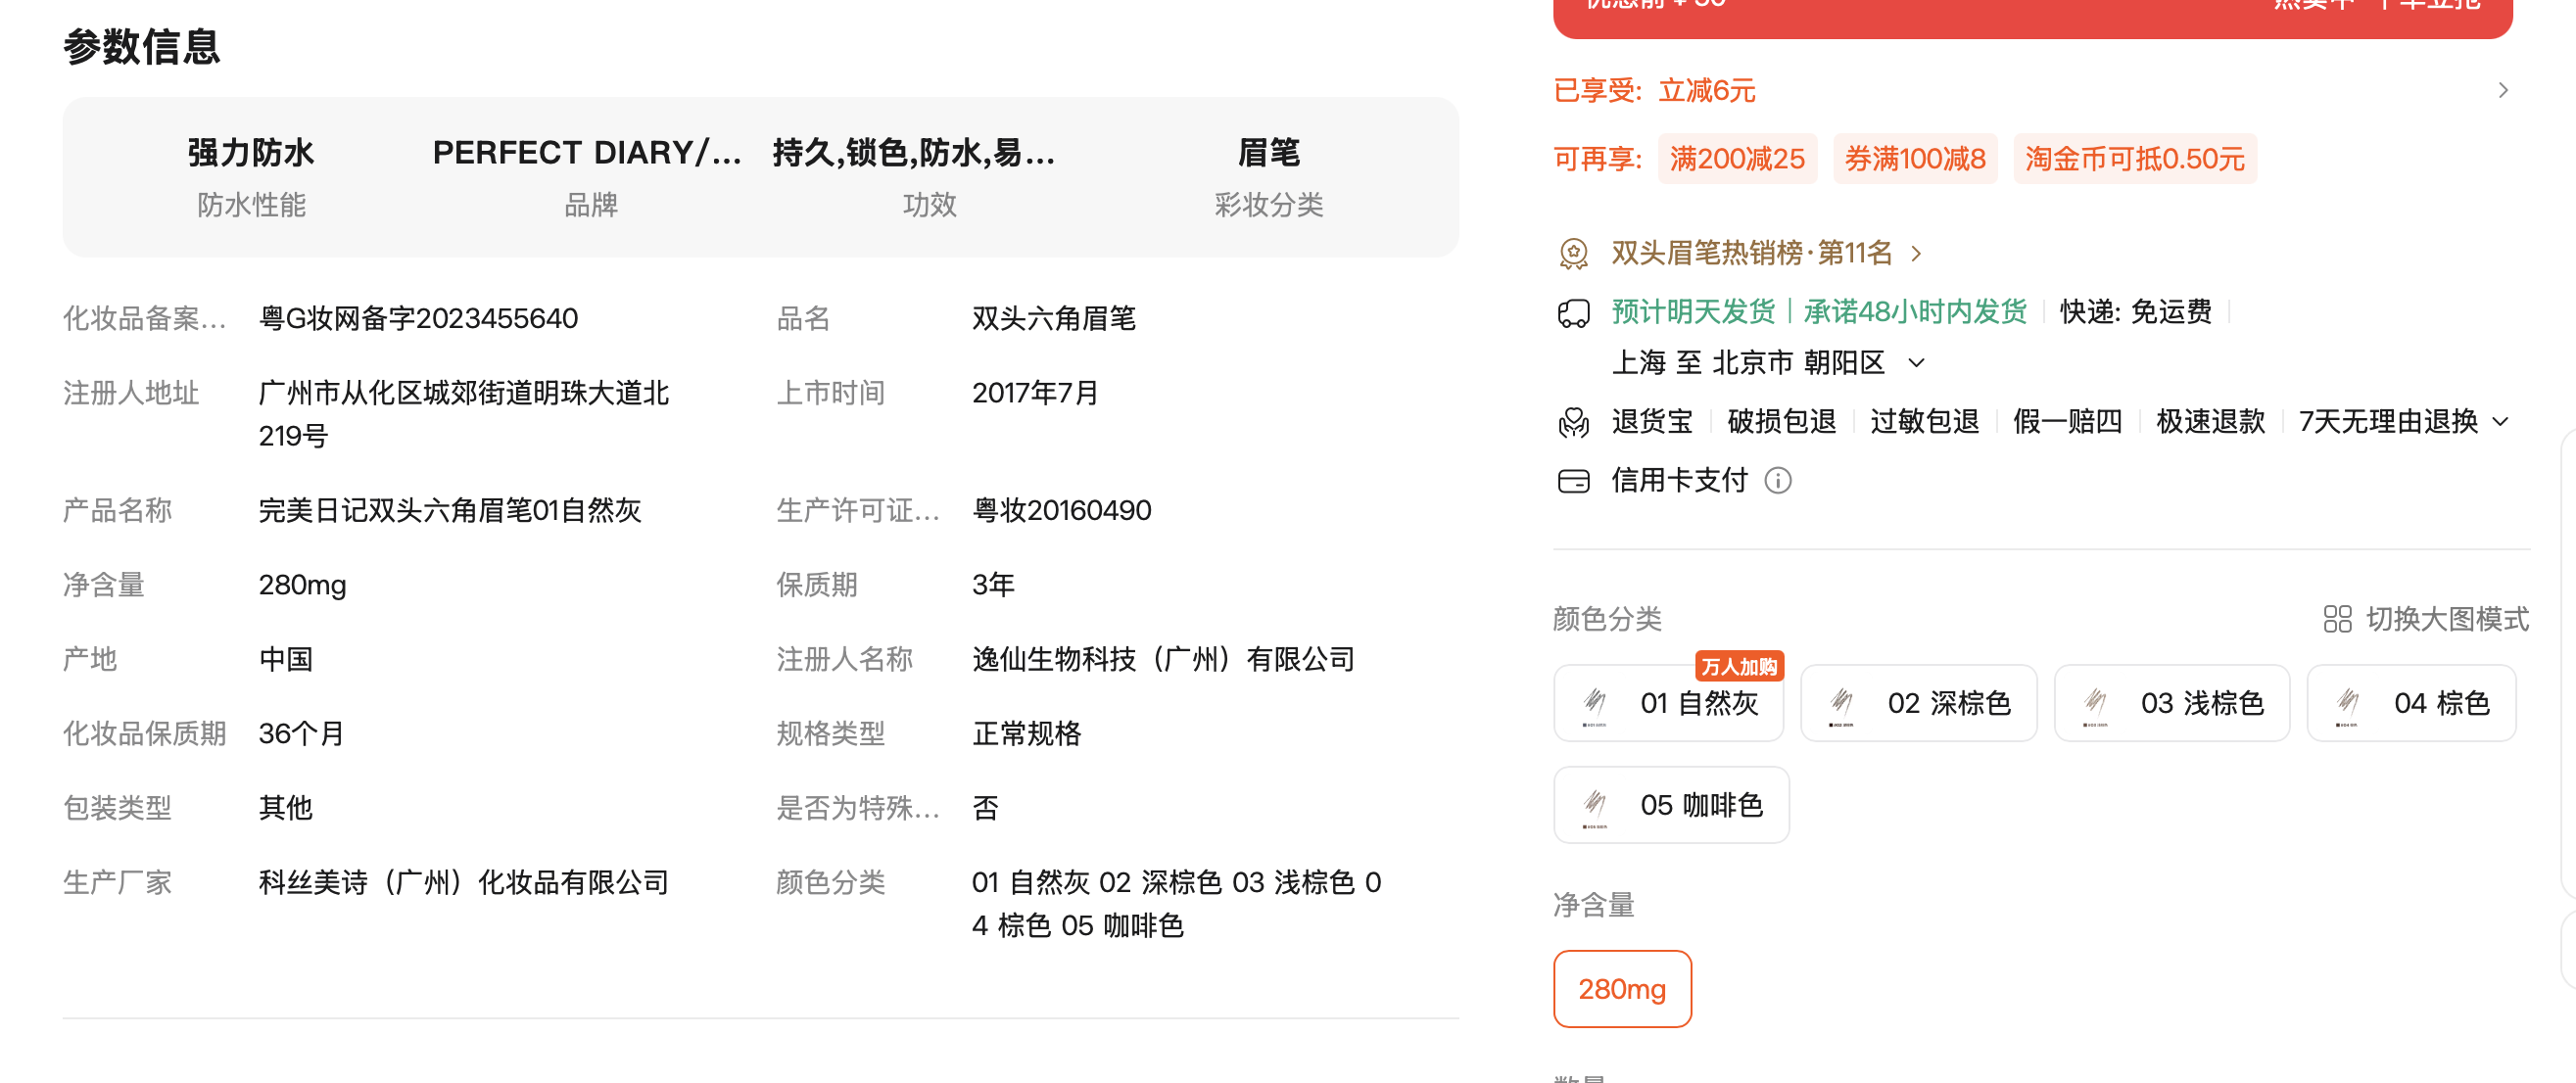 参数信息
强力防水
防水性能
PERFECT DIARY/...
品牌
持久,锁色,防水,易...
功效
眉笔
彩妆分类
化妆品备案... 粤G妆网备字2023455640
品名 双头六角眉笔
注册人地址 广州市从化区城郊街道明珠大道北
219号
上市时间 2017年7月
产品名称 完美日记双头六角眉笔01自然灰
生产许可证... 粤妆20160490
净含量 280mg
保质期 3年
产地 中国
注册人名称 逸仙生物科技（广州）有限公司
化妆品保质期 36个月
规格类型 正常规格
包装类型 其他
是否为特殊... 否
生产厂家 科丝美诗（广州）化妆品有限公司
颜色分类 01 自然灰 02 深棕色 03 浅棕色 0
4 棕色 05 咖啡色
已享受: 立减6元
可再享: 满200减25 券满100减8 淘金币可抵0.50元
双头眉笔热销榜·第11名
预计明天发货 | 承诺48小时内发货 快递: 免运费
上海 至 北京市 朝阳区
退货宝 破损包退 过敏包退 假一赔四 极速退款 7天无理由退换
信用卡支付
颜色分类 切换大图模式
万人加购
01 自然灰 02 深棕色 03 浅棕色 04 棕色
05 咖啡色
净含量
280mg